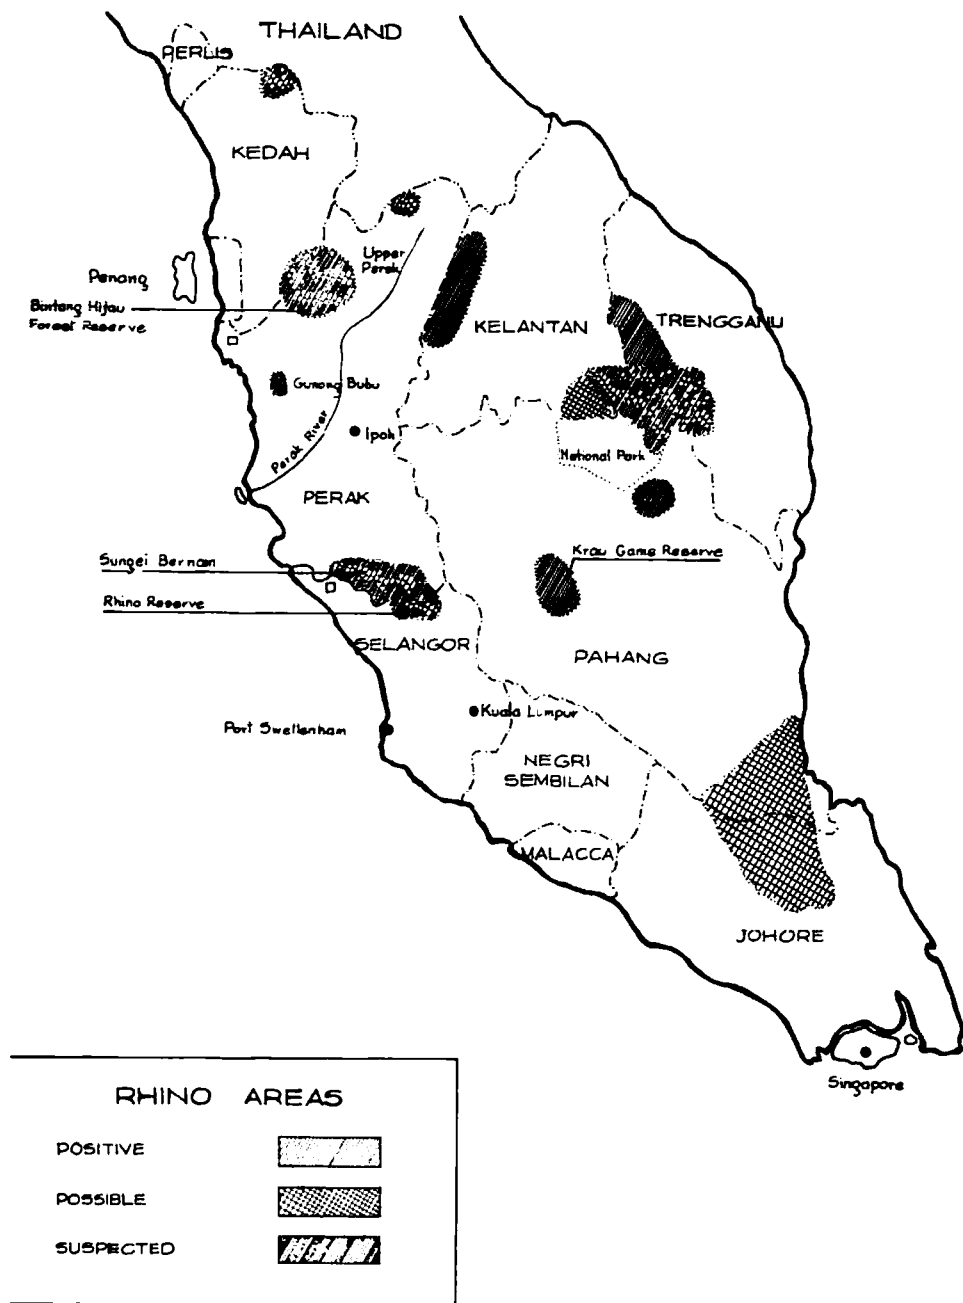 THAILAND
PERLIS
KEDAH
Penang
Upper
Perak
Bintang Hijau
Forest Reserve
KELANTAN
TRENGGANU
Gunong Bubu
Perak River
Ipoh
National Park
PERAK
Krau Game Reserve
Sungei Bernam
Rhino Reserve
SELANGOR
PAHANG
Kuala Lumpur
Port Swettenham
NEGRI
SEMBILAN
MALACCA
JOHORE
Singapore
RHINO AREAS
POSITIVE
POSSIBLE
SUSPECTED